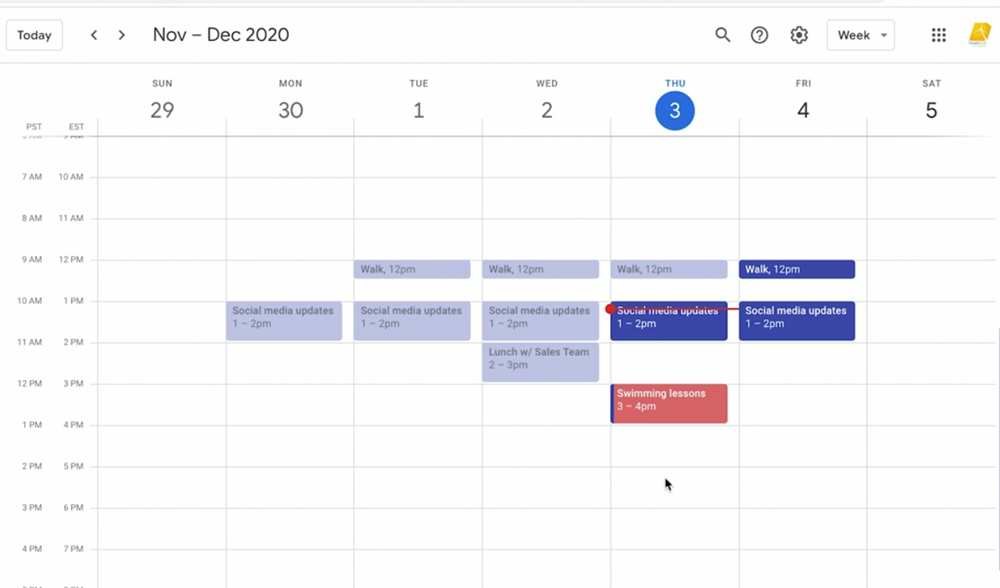 Today
Nov – Dec 2020
Week
SUN MON TUE WED THU FRI SAT
29 30 1 2 3 4 5
PST EST
7 AM 10 AM
8 AM 11 AM
9 AM 12 PM
Walk, 12pm Walk, 12pm Walk, 12pm Walk, 12pm
10 AM 1 PM
Social media updates Social media updates Social media updates Social media updates Social media updates
1 – 2pm 1 – 2pm 1 – 2pm 1 – 2pm 1 – 2pm
11 AM 2 PM
Lunch w/ Sales Team
2 – 3pm
12 PM 3 PM
Swimming lessons
3 – 4pm
1 PM 4 PM
2 PM 5 PM
3 PM 6 PM
4 PM 7 PM